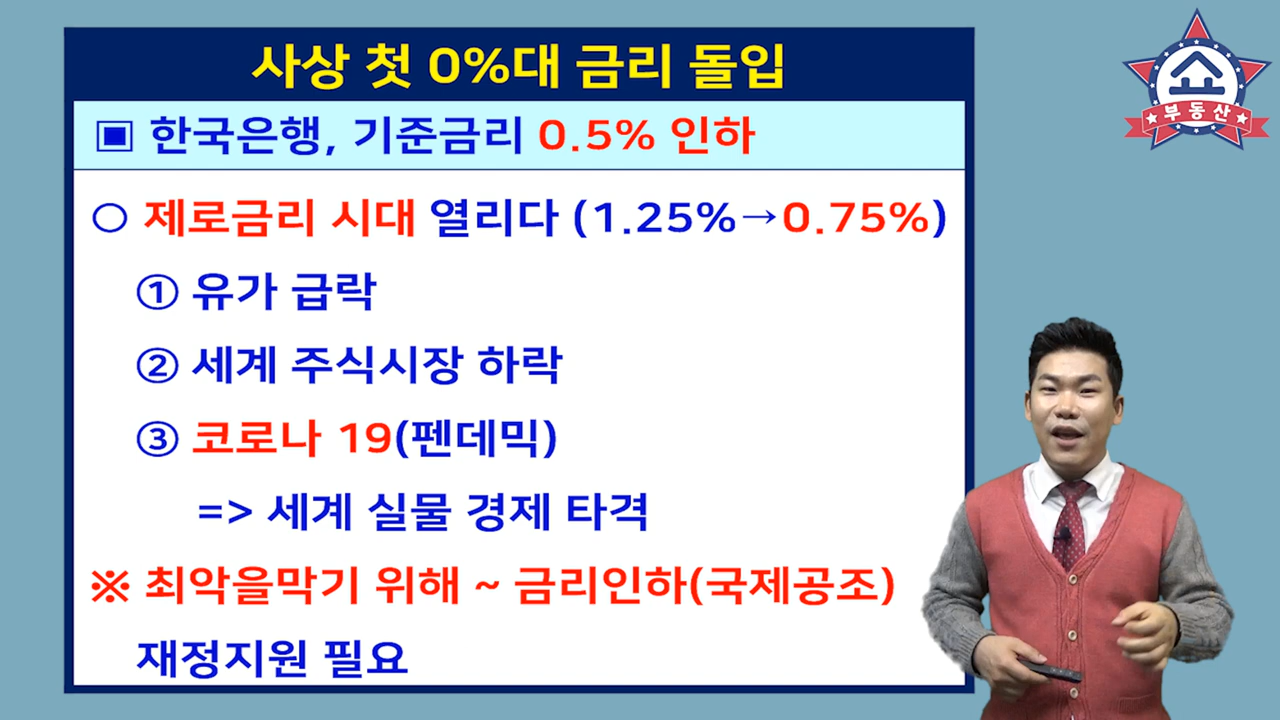 사상 첫 0%대 금리 돌입
▣ 한국은행, 기준금리 0.5% 인하
○ 제로금리 시대 열리다 (1.25%→0.75%)
① 유가 급락
② 세계 주식시장 하락
③ 코로나 19(펜데믹)
=> 세계 실물 경제 타격
※ 최악을막기 위해 ~ 금리인하(국제공조)
재정지원 필요
쇼
부동산